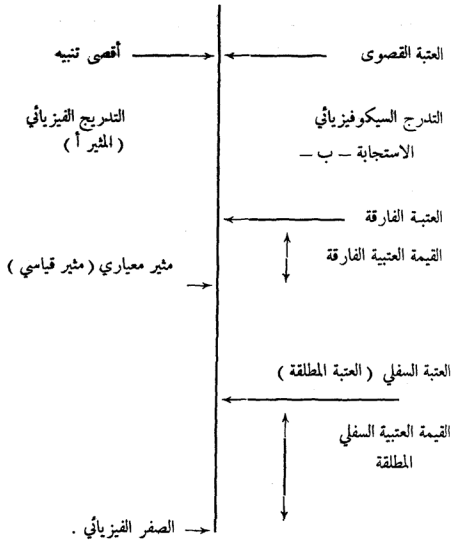 العتبة القصوى
أقصى تنبيه
التدرج السيكوفيزيائي
الاستجابة – ب –
التدريج الفيزيائي
( المثير أ )
العتبة الفارقة
القيمة العتبية الفارقة
مثير معياري ( مثير قياسي )
العتبة السفلي ( العتبة المطلقة )
القيمة العتبية السفلي
المطلقة
الصفر الفيزيائي .